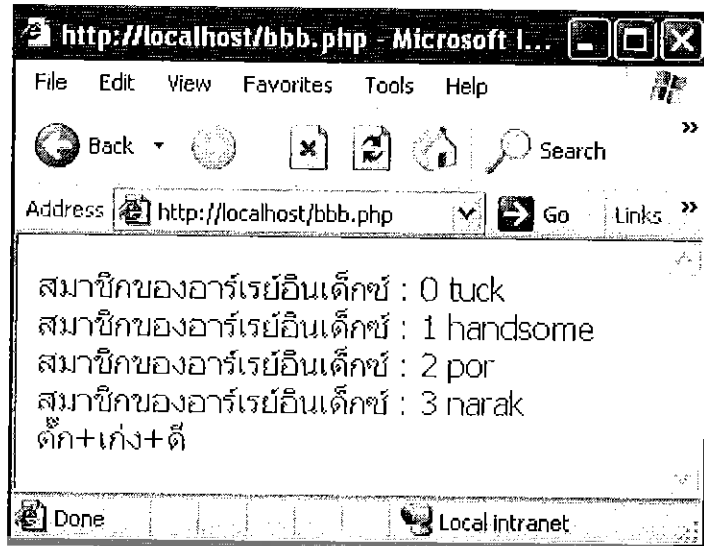 http://localhost/bbb.php - Microsoft I...
File Edit View Favorites Tools Help
Back Search »
Address http://localhost/bbb.php Go Links »
สมาชิกของอาร์เรย์อินเด็กซ์ : 0 tuck
สมาชิกของอาร์เรย์อินเด็กซ์ : 1 handsome
สมาชิกของอาร์เรย์อินเด็กซ์ : 2 por
สมาชิกของอาร์เรย์อินเด็กซ์ : 3 narak
ตั๊ก+เก่ง+ดี
Done Local intranet